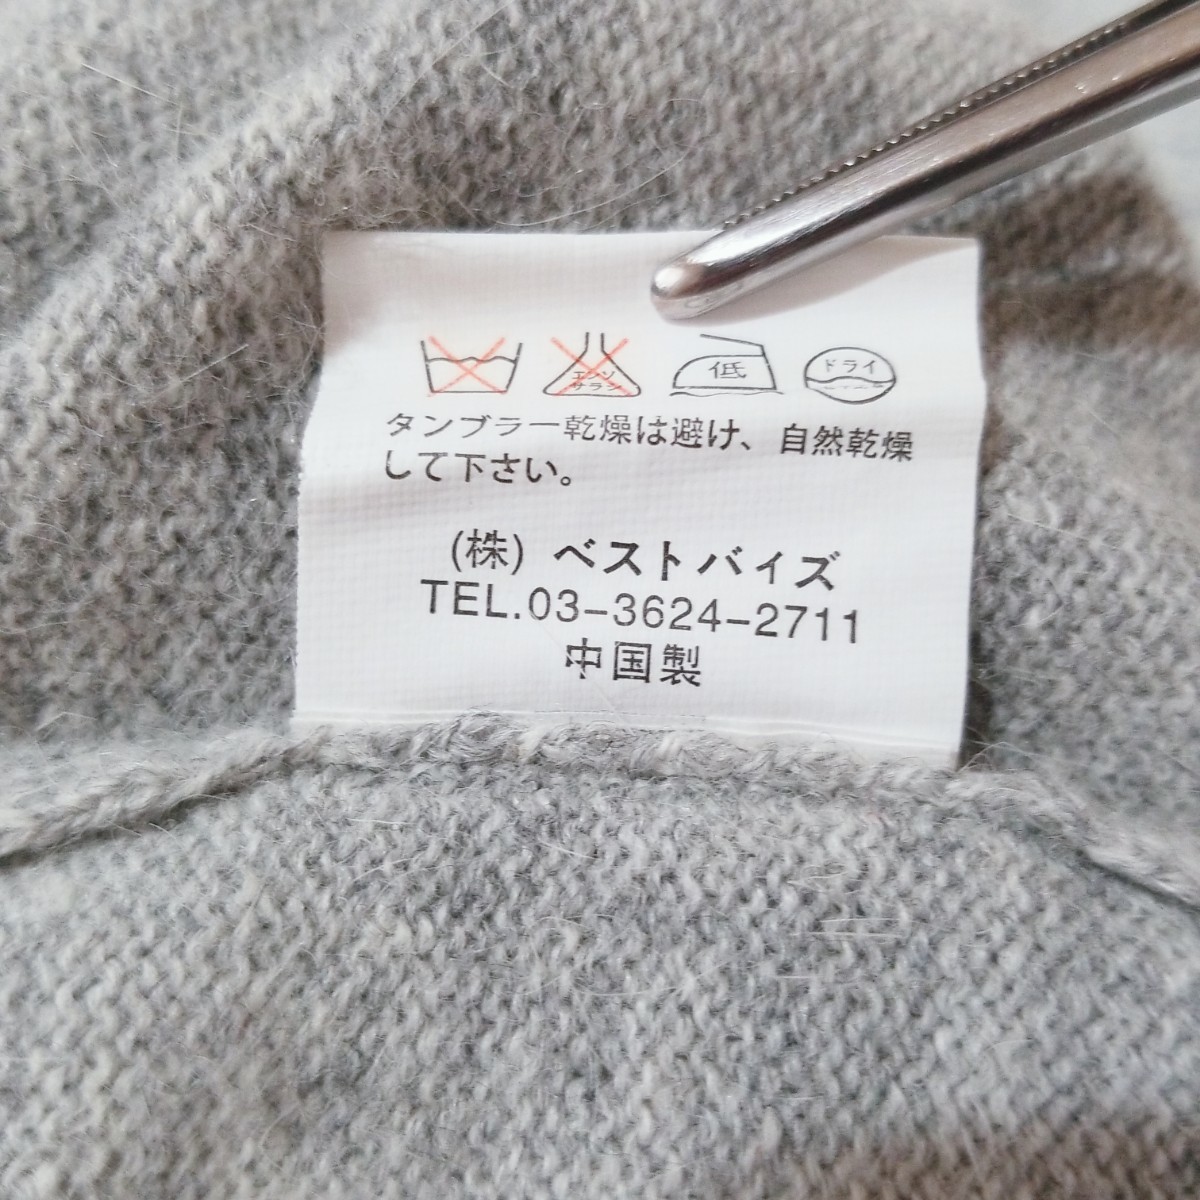 エンソ
サラシ
低
ドライ
タンブラー乾燥は避け、自然乾燥
して下さい。
(株) ベストバイズ
TEL.03-3624-2711
中国製